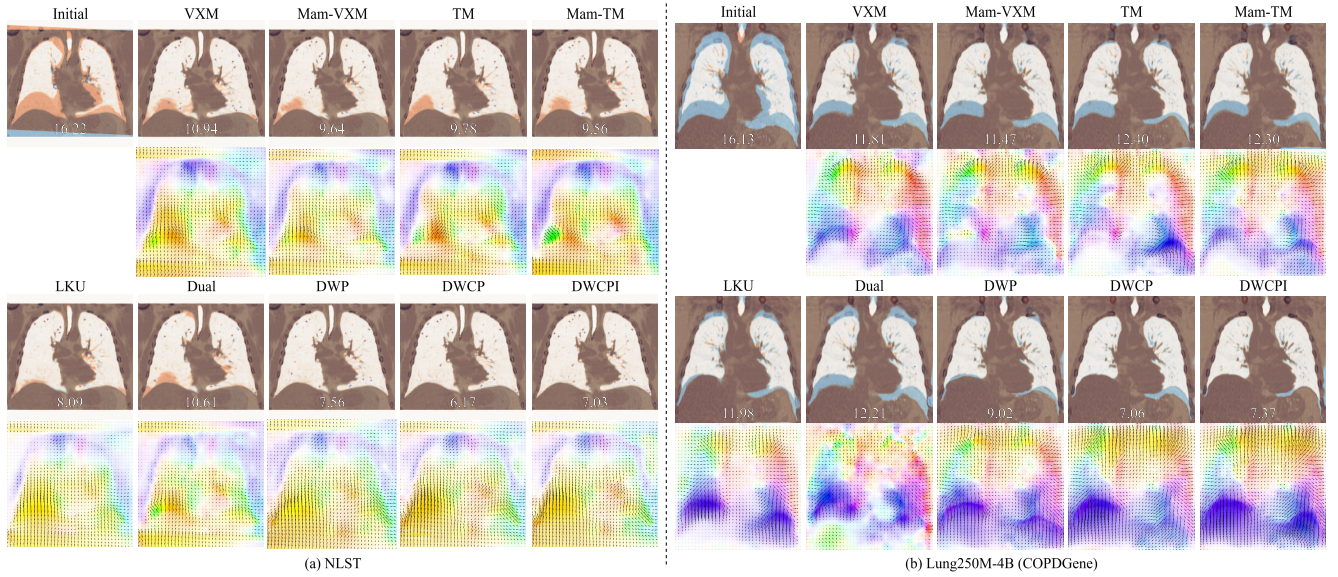 Initial VXM Mam-VXM TM Mam-TM
16.22 10.94 9.64 9.78 9.56
LKU Dual DWP DWCP DWCPI
8.09 10.61 7.56 6.17 7.03
(a) NLST
Initial VXM Mam-VXM TM Mam-TM
16.13 11.81 11.47 12.40 12.30
LKU Dual DWP DWCP DWCPI
11.98 12.21 9.02 7.06 7.37
(b) Lung250M-4B (COPDGene)